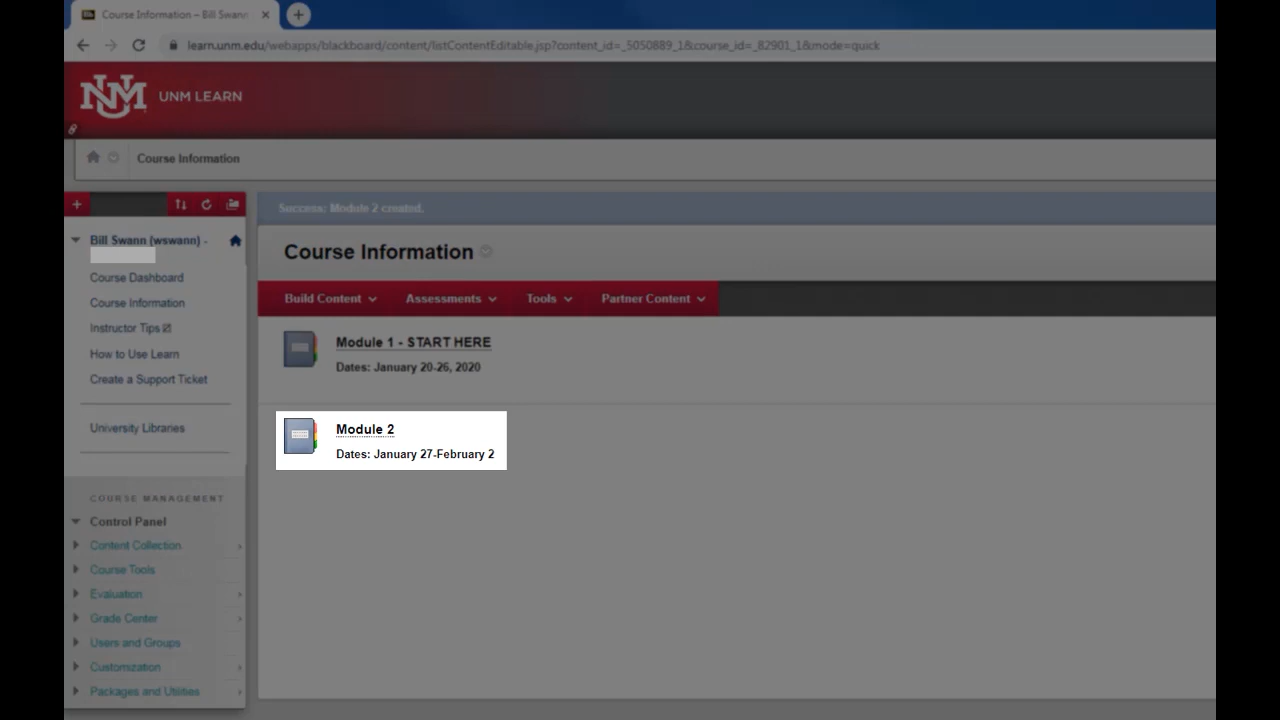 Course Information – Bill Swann
learn.unm.edu/webapps/blackboard/content/listContentEditable.jsp?content_id=_5050889_1&course_id=_82901_1&mode=quick
UNM UNM LEARN
Course Information
Bill Swann (wswann) -
Course Dashboard
Course Information
Instructor Tips
How to Use Learn
Create a Support Ticket
University Libraries
COURSE MANAGEMENT
Control Panel
Content Collection
Course Tools
Evaluation
Grade Center
Users and Groups
Customization
Packages and Utilities
Success: Module 2 created.
Course Information
Build Content Assessments Tools Partner Content
Module 1 - START HERE
Dates: January 20-26, 2020
Module 2
Dates: January 27-February 2